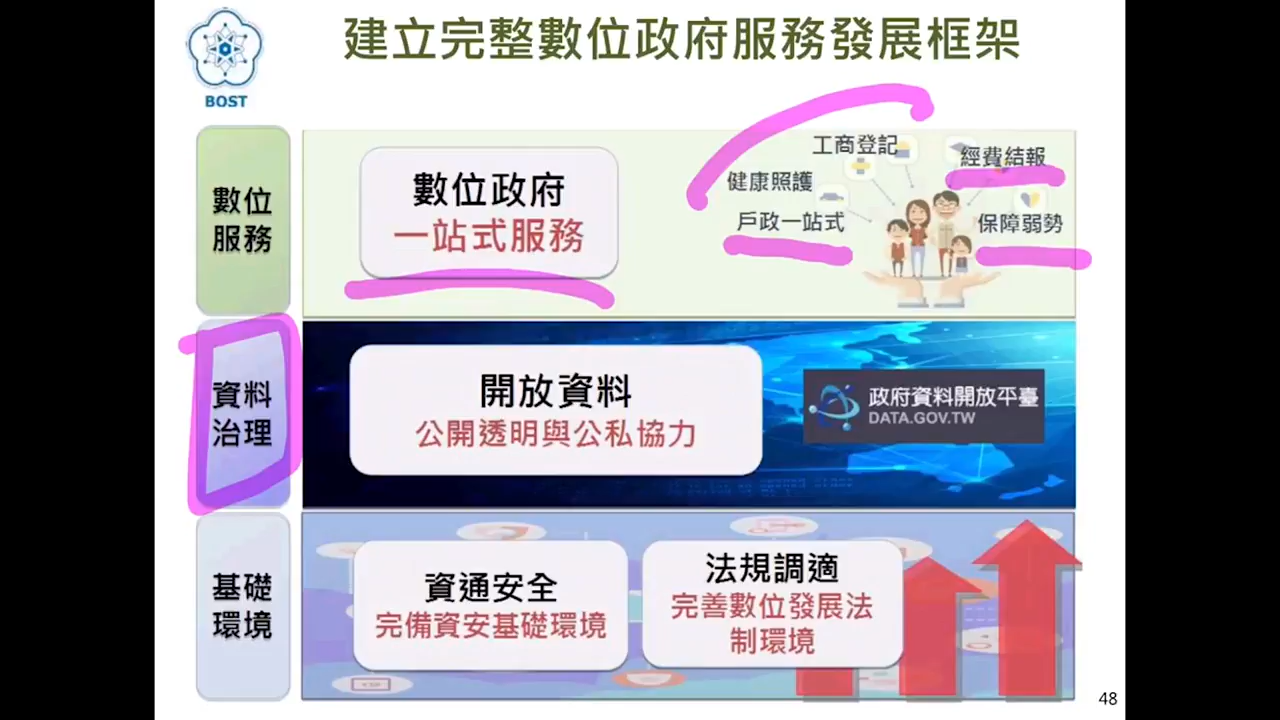 建立完整數位政府服務發展框架
BOST
數位
服務
數位政府
一站式服務
工商登記
經費結報
健康照護
戶政一站式
保障弱勢
資料
治理
開放資料
公開透明與公私協力
政府資料開放平臺
DATA.GOV.TW
基礎
環境
資通安全
完備資安基礎環境
法規調適
完善數位發展法
制環境
48